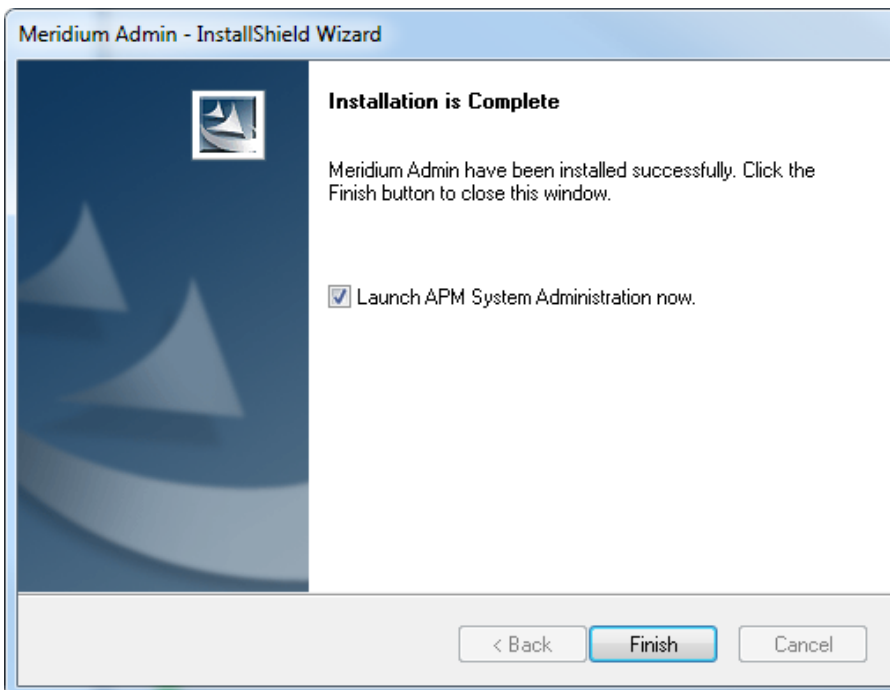 Meridium Admin - InstallShield Wizard
Installation is Complete
Meridium Admin have been installed successfully. Click the
Finish button to close this window.
Launch APM System Administration now.
< Back
Finish
Cancel